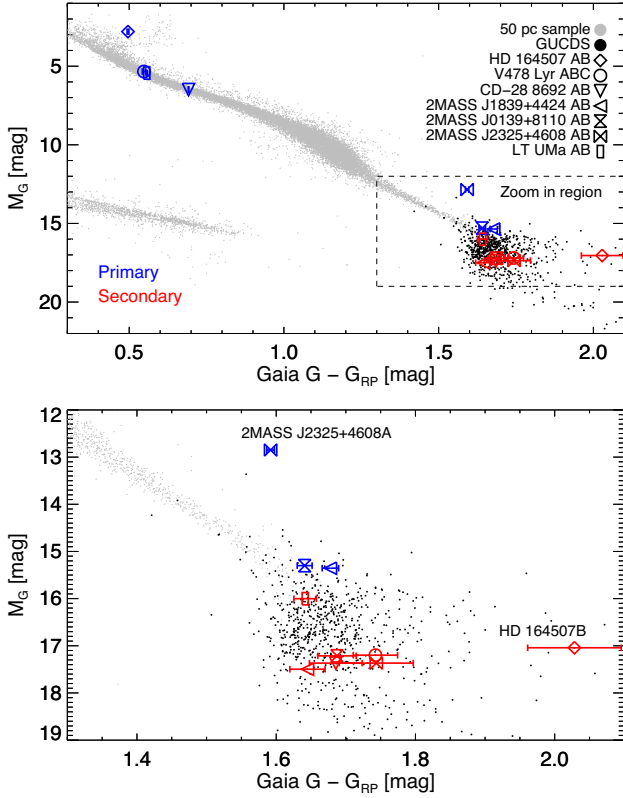 50 pc sample
GUCDS
HD 164507 AB
V478 Lyr ABC
CD−28 8692 AB
2MASS J1839+4424 AB
2MASS J0139+8110 AB
2MASS J2325+4608 AB
LT UMa AB
5
10
15
20
M_G [mag]
Zoom in region
Primary
Secondary
0.5 1.0 1.5 2.0
Gaia G − G_RP [mag]
12
13
14
15
16
17
18
19
M_G [mag]
2MASS J2325+4608A
HD 164507B
1.4 1.6 1.8 2.0
Gaia G − G_RP [mag]